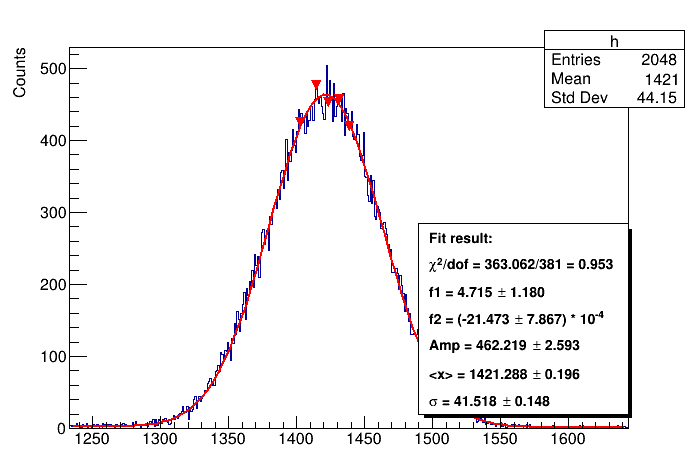 h
Entries 2048
Mean 1421
Std Dev 44.15
Counts
500
400
300
200
100
0
Fit result:
χ²/dof = 363.062/381 = 0.953
f1 = 4.715 ± 1.180
f2 = (-21.473 ± 7.867) * 10⁻⁴
Amp = 462.219 ± 2.593
<x> = 1421.288 ± 0.196
σ = 41.518 ± 0.148
1250 1300 1350 1400 1450 1500 1550 1600